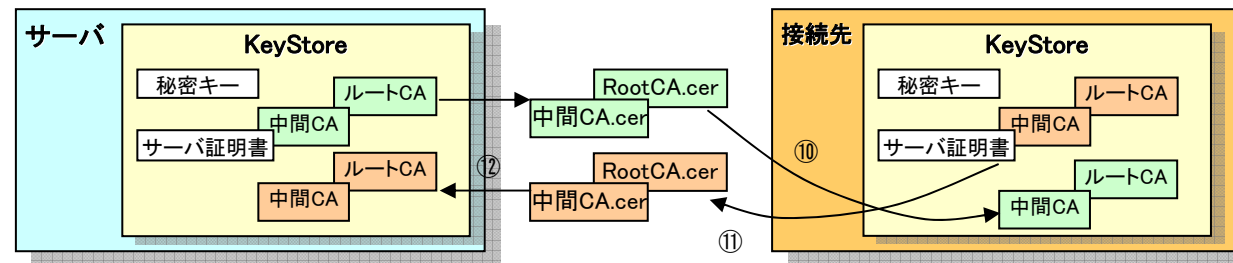 サーバ
KeyStore
秘密キー
ルートCA
中間CA
サーバ証明書
ルートCA
中間CA
RootCA.cer
中間CA.cer
⑩
⑫
RootCA.cer
中間CA.cer
⑪
接続先
KeyStore
秘密キー
ルートCA
中間CA
サーバ証明書
ルートCA
中間CA